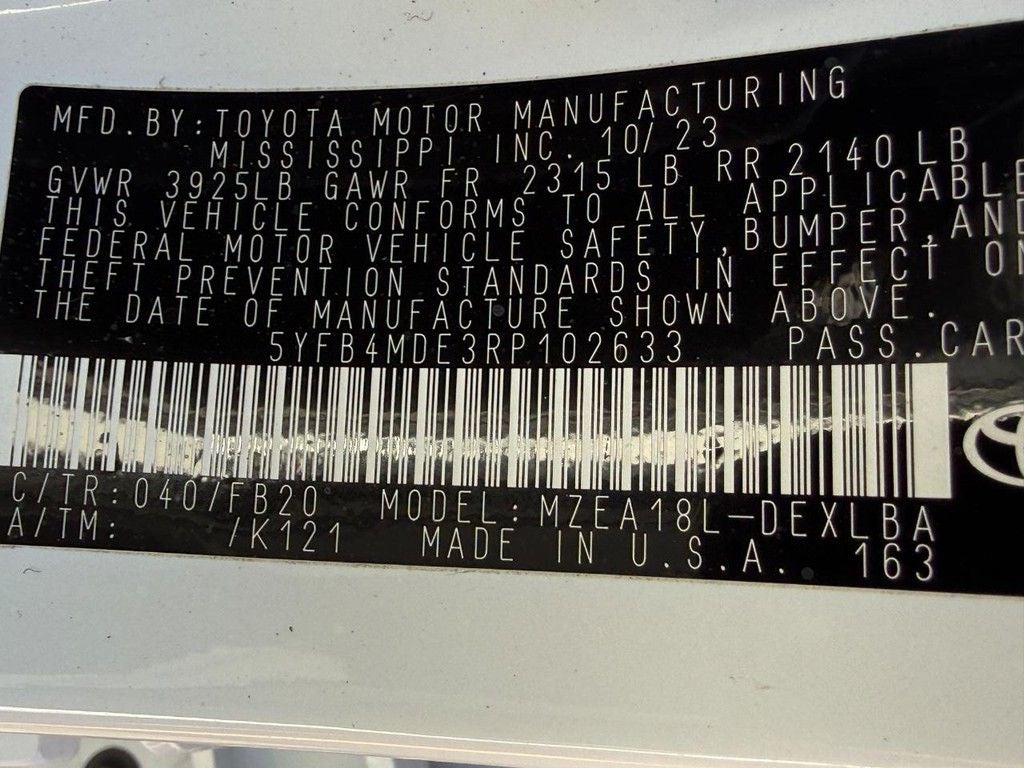 MFD.BY:TOYOTA MOTOR MANUFACTURING
MISSISSIPPI, INC. 10/23
GVWR 3925LB GAWR FR 2315 LB RR 2140 LB
THIS VEHICLE CONFORMS TO ALL APPLICABLE
FEDERAL MOTOR VEHICLE SAFETY,BUMPER,AND
THEFT PREVENTION STANDARDS IN EFFECT ON
THE DATE OF MANUFACTURE SHOWN ABOVE.
5YFB4MDE3RP102633 PASS.CAR
C/TR:040/FB20 MODEL:MZEA18L-DEXLBA
A/TM: /K121 MADE IN U.S.A. 163